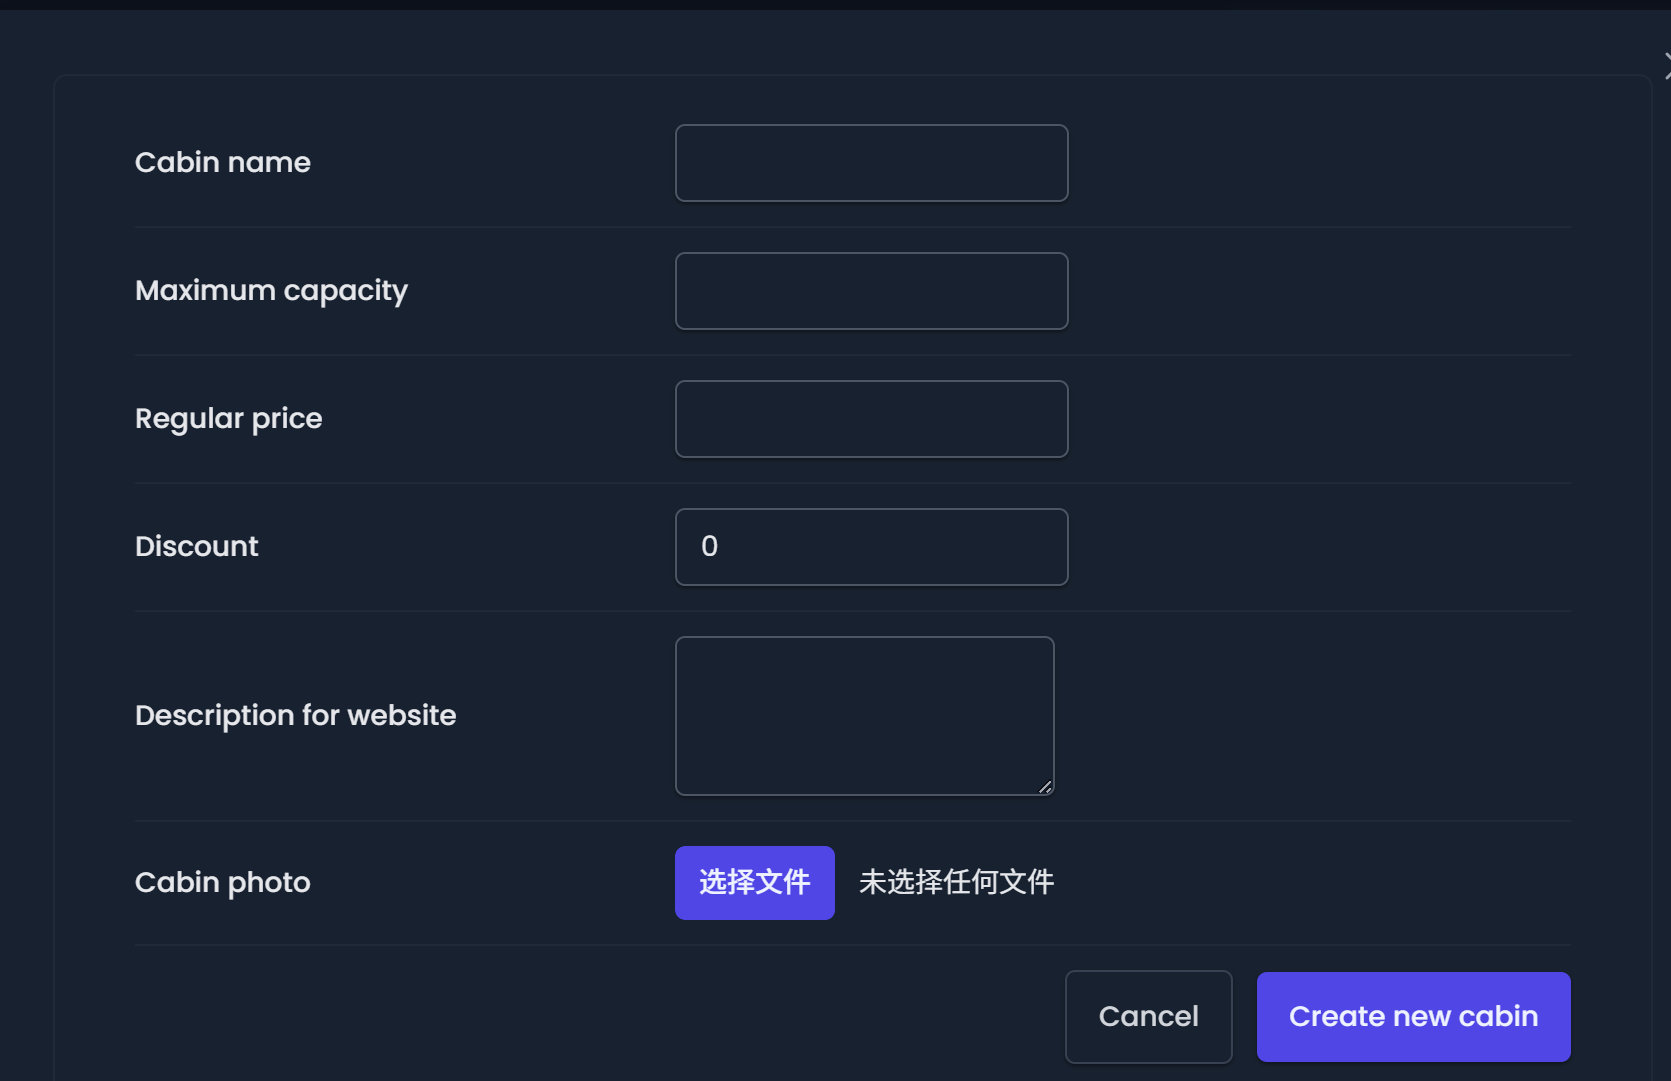 Cabin name
Maximum capacity
Regular price
Discount
0
Description for website
Cabin photo
选择文件 未选择任何文件
Cancel
Create new cabin